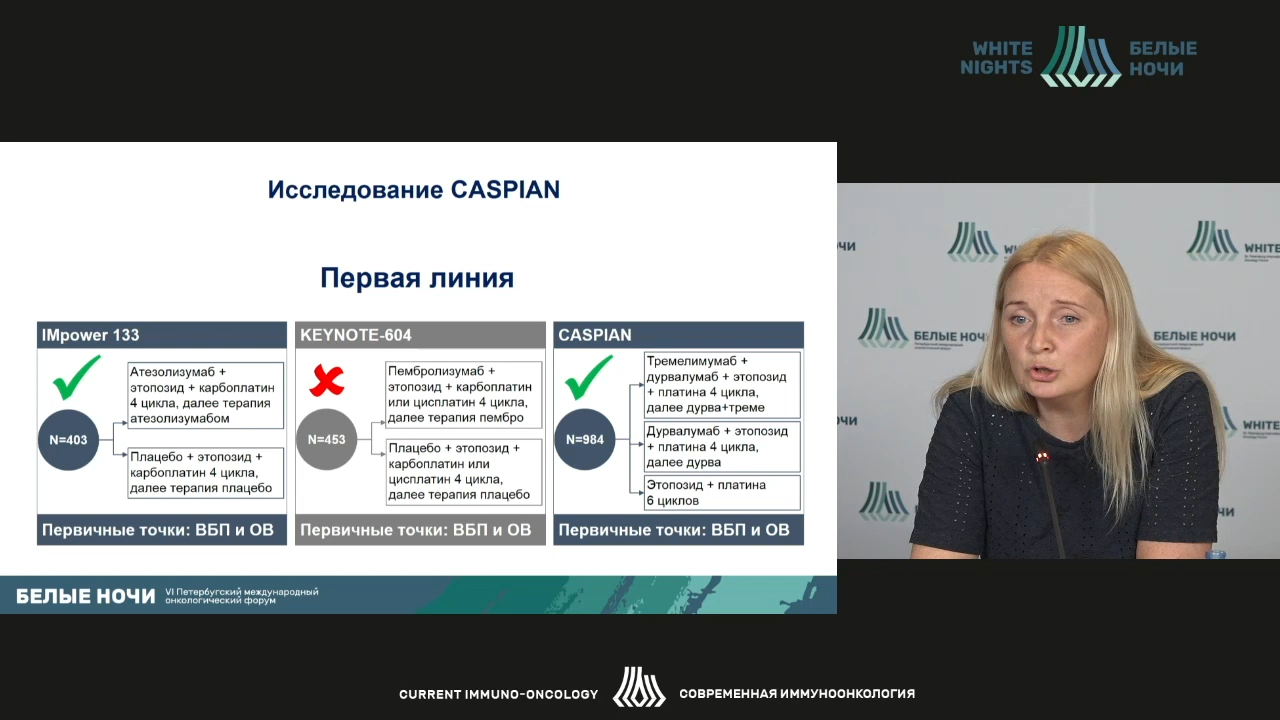 WHITE
NIGHTS
БЕЛЫЕ
НОЧИ
Исследование CASPIAN
Первая линия
IMpower 133
Атезолизумаб +
этопозид + карбоплатин
4 цикла, далее терапия
атезолизумабом
N=403
Плацебо + этопозид +
карбоплатин 4 цикла,
далее терапия плацебо
Первичные точки: ВБП и ОВ
KEYNOTE-604
Пембролизумаб +
этопозид + карбоплатин
или цисплатин 4 цикла,
далее терапия пембро
N=453
Плацебо + этопозид +
карбоплатин или
цисплатин 4 цикла,
далее терапия плацебо
Первичные точки: ВБП и ОВ
CASPIAN
Тремелимумаб +
дурвалумаб + этопозид
+ платина 4 цикла,
далее дурва+треме
N=984
Дурвалумаб + этопозид
+ платина 4 цикла,
далее дурва
Этопозид + платина
6 циклов
Первичные точки: ВБП и ОВ
БЕЛЫЕ НОЧИ
VI Петербургский международный
онкологический форум
ОЧИ
WHITE
БЕЛЫЕ НОЧИ
БЕЛЫЕ НОЧИ
ОЧИ
WHITE
CURRENT IMMUNO-ONCOLOGY
СОВРЕМЕННАЯ ИММУНООНКОЛОГИЯ